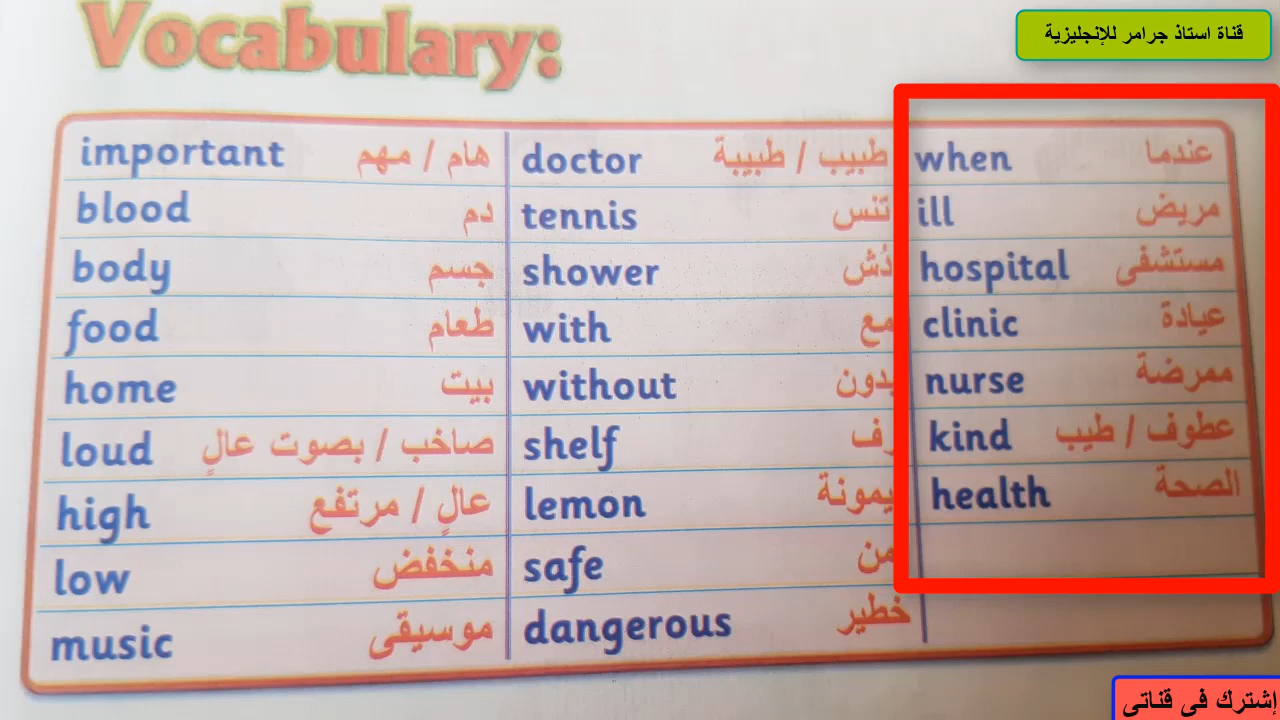 Vocabulary:
قناة استاذ جرامر للإنجليزية
important هام / مهم
blood دم
body جسم
food طعام
home بيت
loud صاخب / بصوت عالٍ
high عالٍ / مرتفع
low منخفض
music موسيقى
doctor طبيب / طبيبة
tennis تنس
shower دُش
with مع
without بدون
shelf رف
lemon يمونة
safe من
dangerous خطير
when عندما
ill مريض
hospital مستشفى
clinic عيادة
nurse ممرضة
kind عطوف / طيب
health الصحة
إشترك فى قناتى